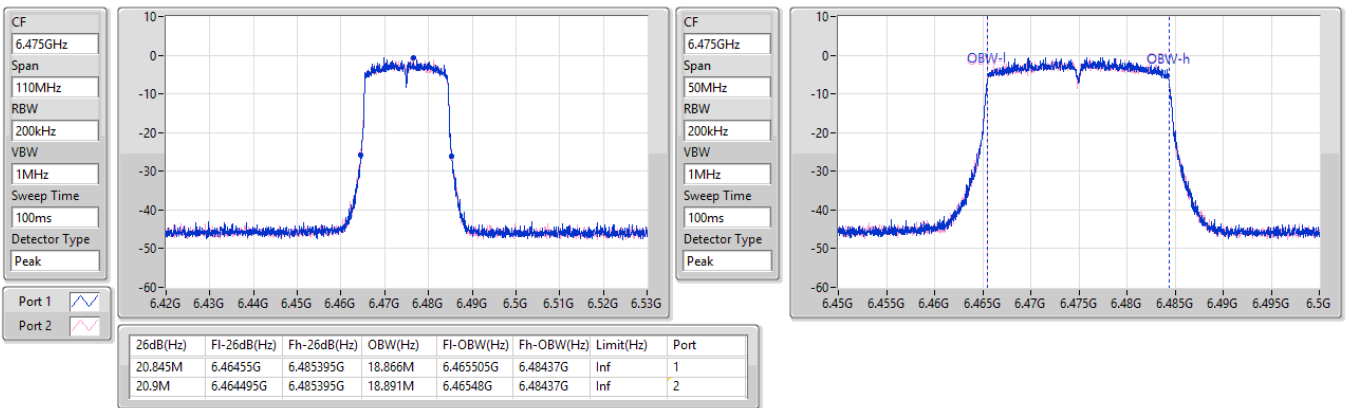 CF
6.475GHz
Span
110MHz
RBW
200kHz
VBW
1MHz
Sweep Time
100ms
Detector Type
Peak
Port 1
Port 2
10
0
-10
-20
-30
-40
-50
-60
6.42G 6.43G 6.44G 6.45G 6.46G 6.47G 6.48G 6.49G 6.5G 6.51G 6.52G 6.53G
CF
6.475GHz
Span
50MHz
RBW
200kHz
VBW
1MHz
Sweep Time
100ms
Detector Type
Peak
10
0
-10
-20
-30
-40
-50
-60
OBW-l OBW-h
6.45G 6.455G 6.46G 6.465G 6.47G 6.475G 6.48G 6.485G 6.49G 6.495G 6.5G
26dB(Hz) Fl-26dB(Hz) Fh-26dB(Hz) OBW(Hz) Fl-OBW(Hz) Fh-OBW(Hz) Limit(Hz) Port
20.845M 6.46455G 6.485395G 18.866M 6.465505G 6.48437G Inf 1
20.9M 6.464495G 6.485395G 18.891M 6.46548G 6.48437G Inf 2